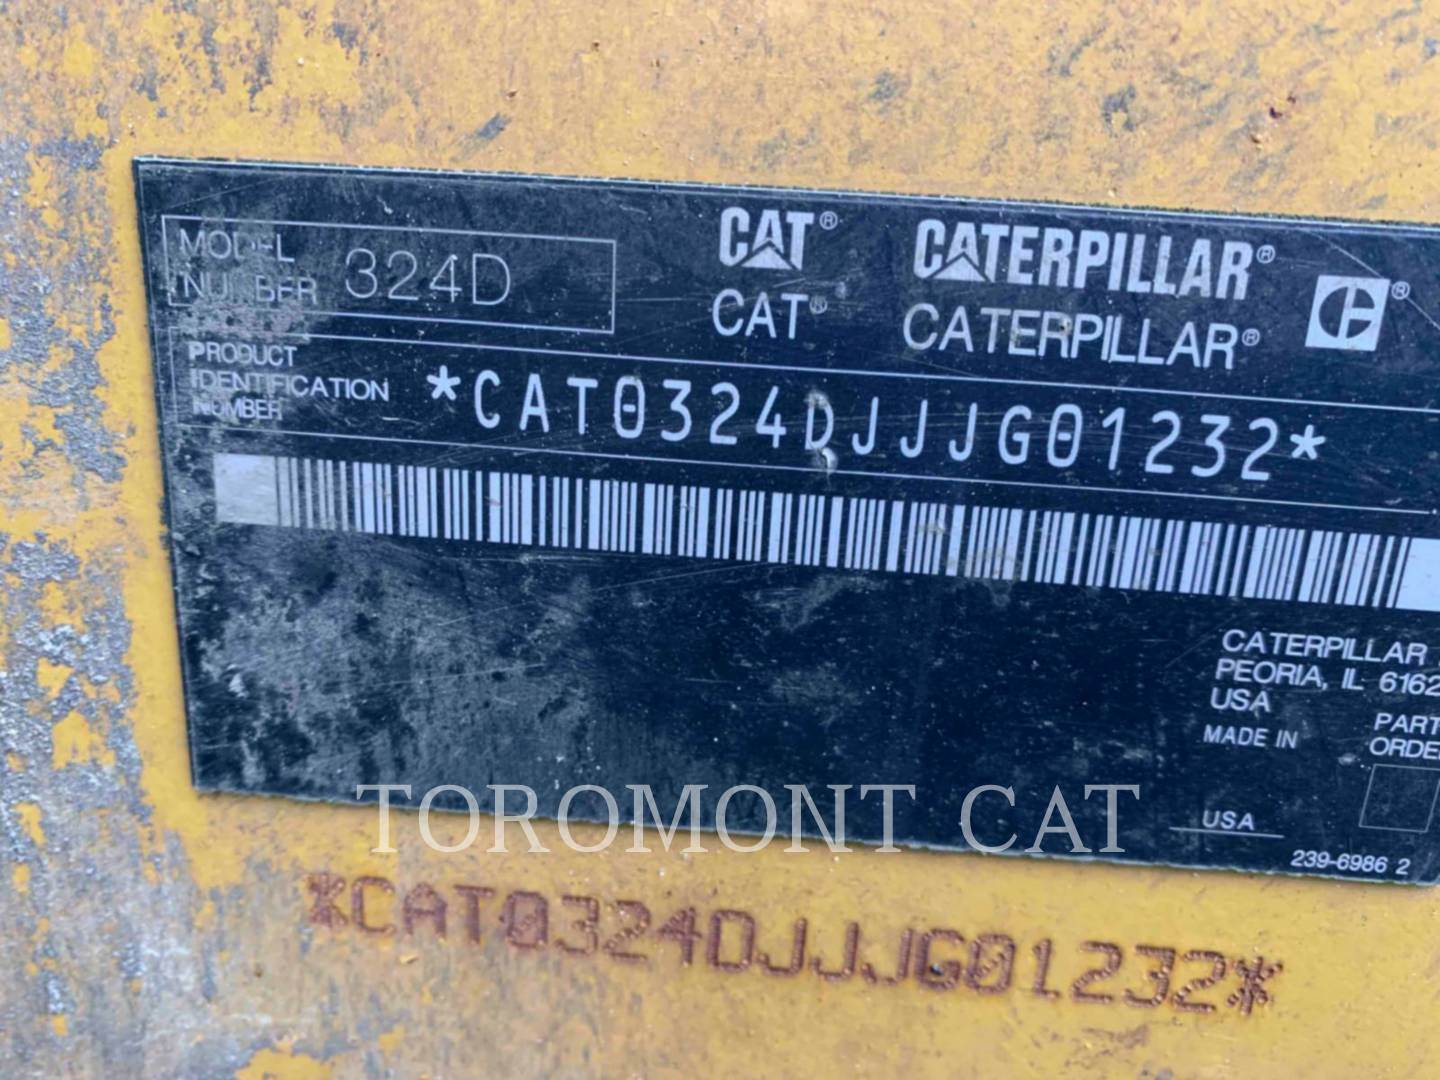 MODEL
NUMBER 324D
CAT® CATERPILLAR®
CAT® CATERPILLAR®
PRODUCT
IDENTIFICATION
NUMBER
*CAT0324DJJJG01232*
CATERPILLAR
PEORIA, IL 6162
USA
MADE IN
USA
PART
ORDE
239-6986 2
TOROMONT CAT
*CAT0324DJJJG01232*